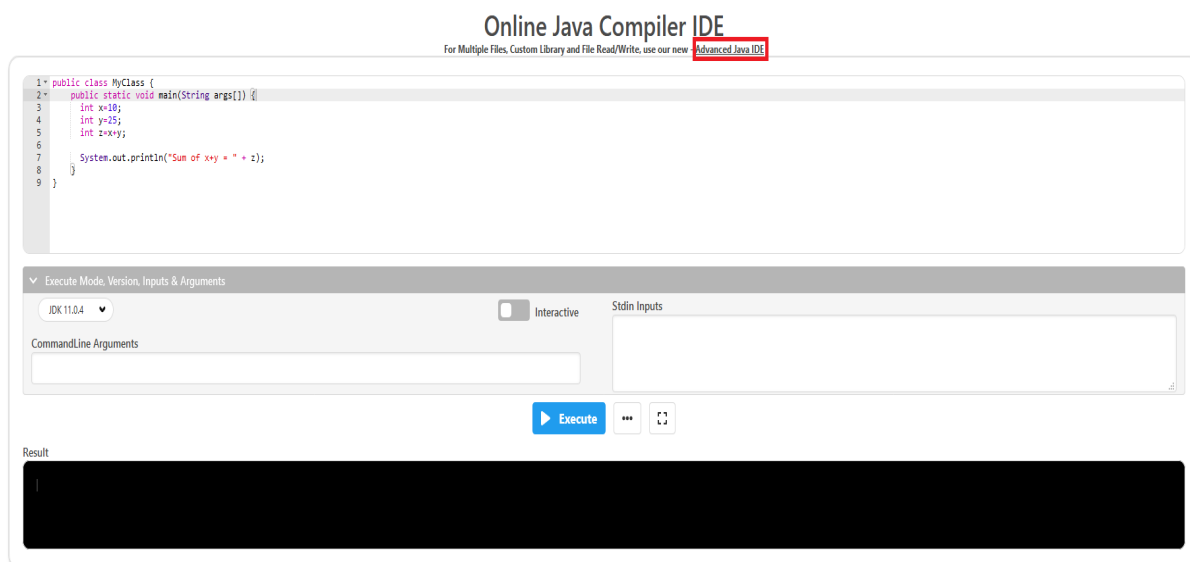 Online Java Compiler IDE
For Multiple Files, Custom Library and File Read/Write, use our new - Advanced Java IDE
1 public class MyClass {
2 public static void main(String args[]) {
3 int x=10;
4 int y=25;
5 int z=x+y;
6
7 System.out.println("Sum of x+y = " + z);
8 }
9 }
Execute Mode, Version, Inputs & Arguments
JDK 11.0.4
Interactive
Stdin Inputs
CommandLine Arguments
Execute
Result